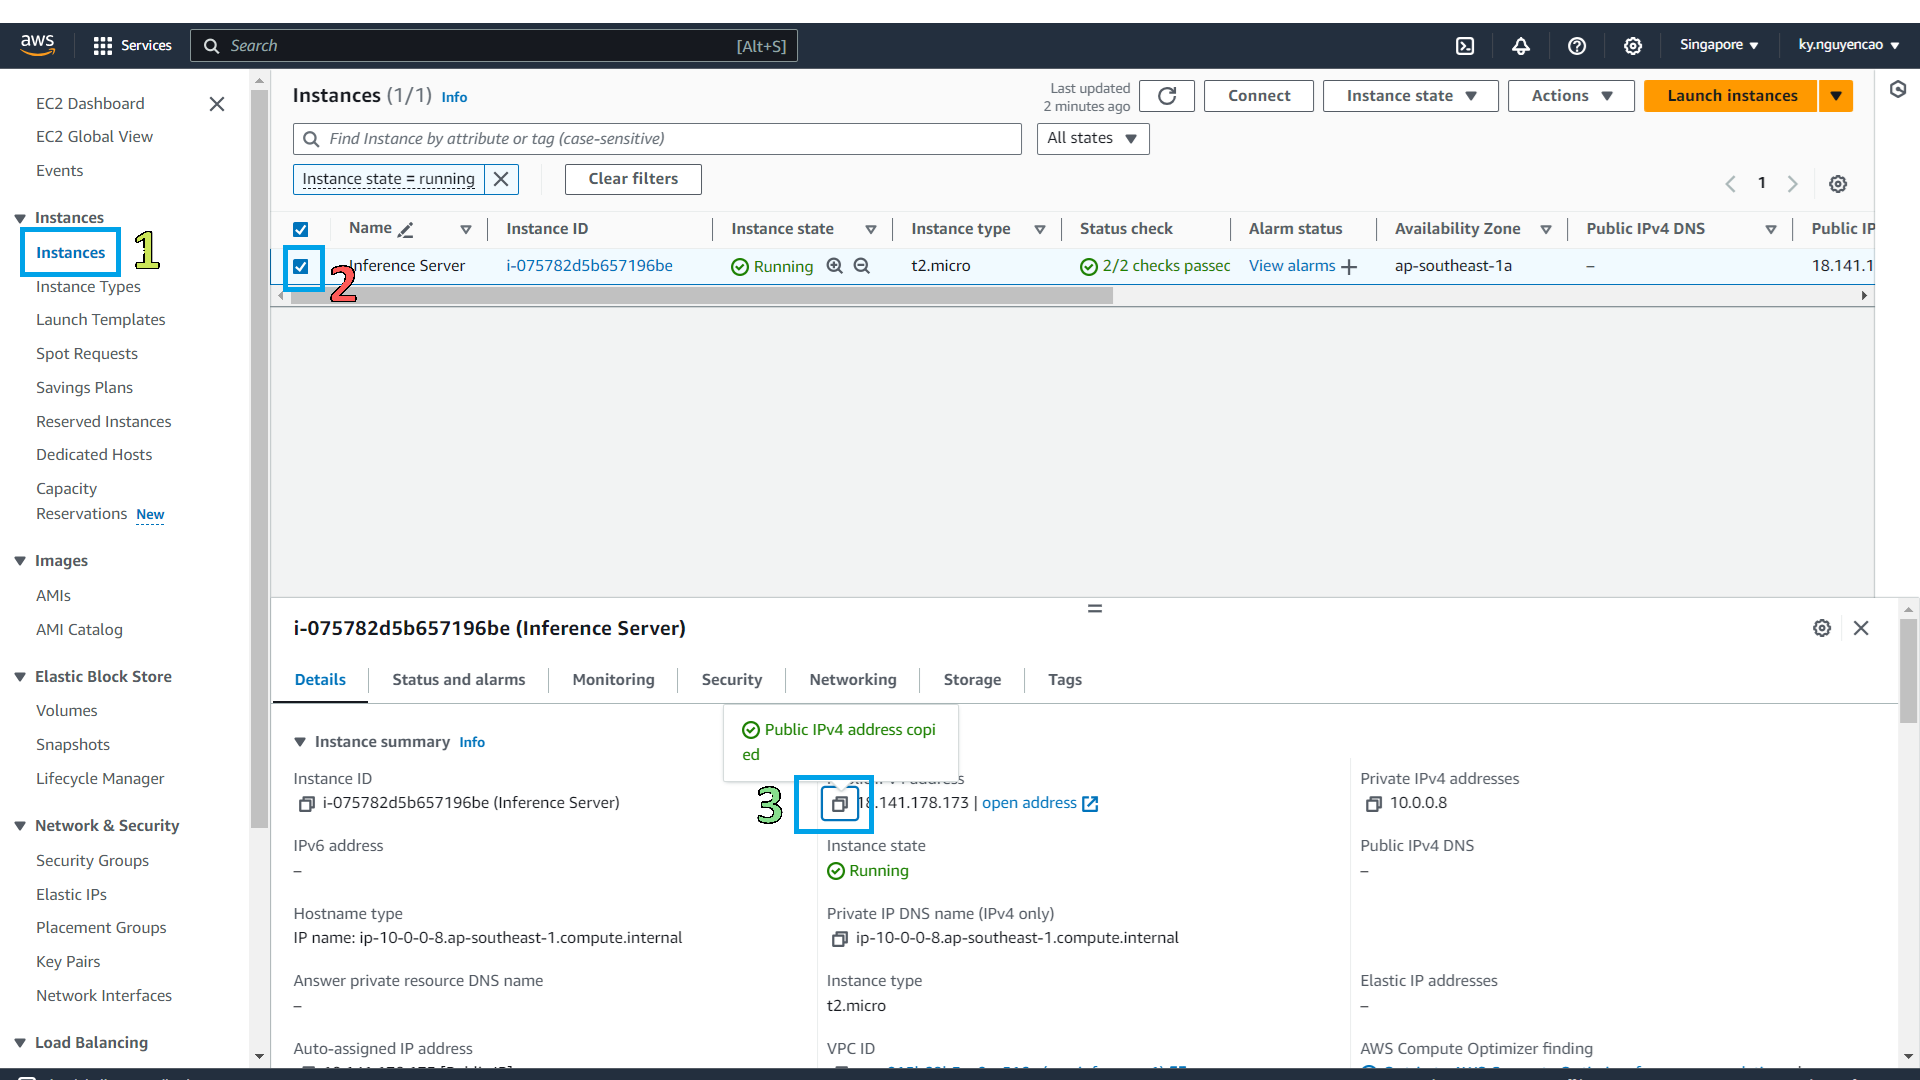 aws Services Search [Alt+S] Singapore ky.nguyencao
EC2 Dashboard
EC2 Global View
Events
Instances
Instances 1
Instance Types
Launch Templates
Spot Requests
Savings Plans
Reserved Instances
Dedicated Hosts
Capacity
Reservations New
Images
AMIs
AMI Catalog
Elastic Block Store
Volumes
Snapshots
Lifecycle Manager
Network & Security
Security Groups
Elastic IPs
Placement Groups
Key Pairs
Network Interfaces
Load Balancing
Instances (1/1) Info
Last updated
2 minutes ago
Connect Instance state Actions Launch instances
Find Instance by attribute or tag (case-sensitive) All states
Instance state = running Clear filters
1
Name Instance ID Instance state Instance type Status check Alarm status Availability Zone Public IPv4 DNS Public IP
Inference Server i-075782d5b657196be Running t2.micro 2/2 checks passed View alarms + ap-southeast-1a – 18.141.1
2
i-075782d5b657196be (Inference Server)
Details Status and alarms Monitoring Security Networking Storage Tags
Public IPv4 address copi
ed
Instance summary Info
Instance ID
i-075782d5b657196be (Inference Server)
3
18.141.178.173 | open address
Private IPv4 addresses
10.0.0.8
IPv6 address
–
Instance state
Running
Public IPv4 DNS
–
Hostname type
IP name: ip-10-0-0-8.ap-southeast-1.compute.internal
Private IP DNS name (IPv4 only)
ip-10-0-0-8.ap-southeast-1.compute.internal
Answer private resource DNS name
–
Instance type
t2.micro
Elastic IP addresses
–
Auto-assigned IP address
VPC ID
AWS Compute Optimizer finding